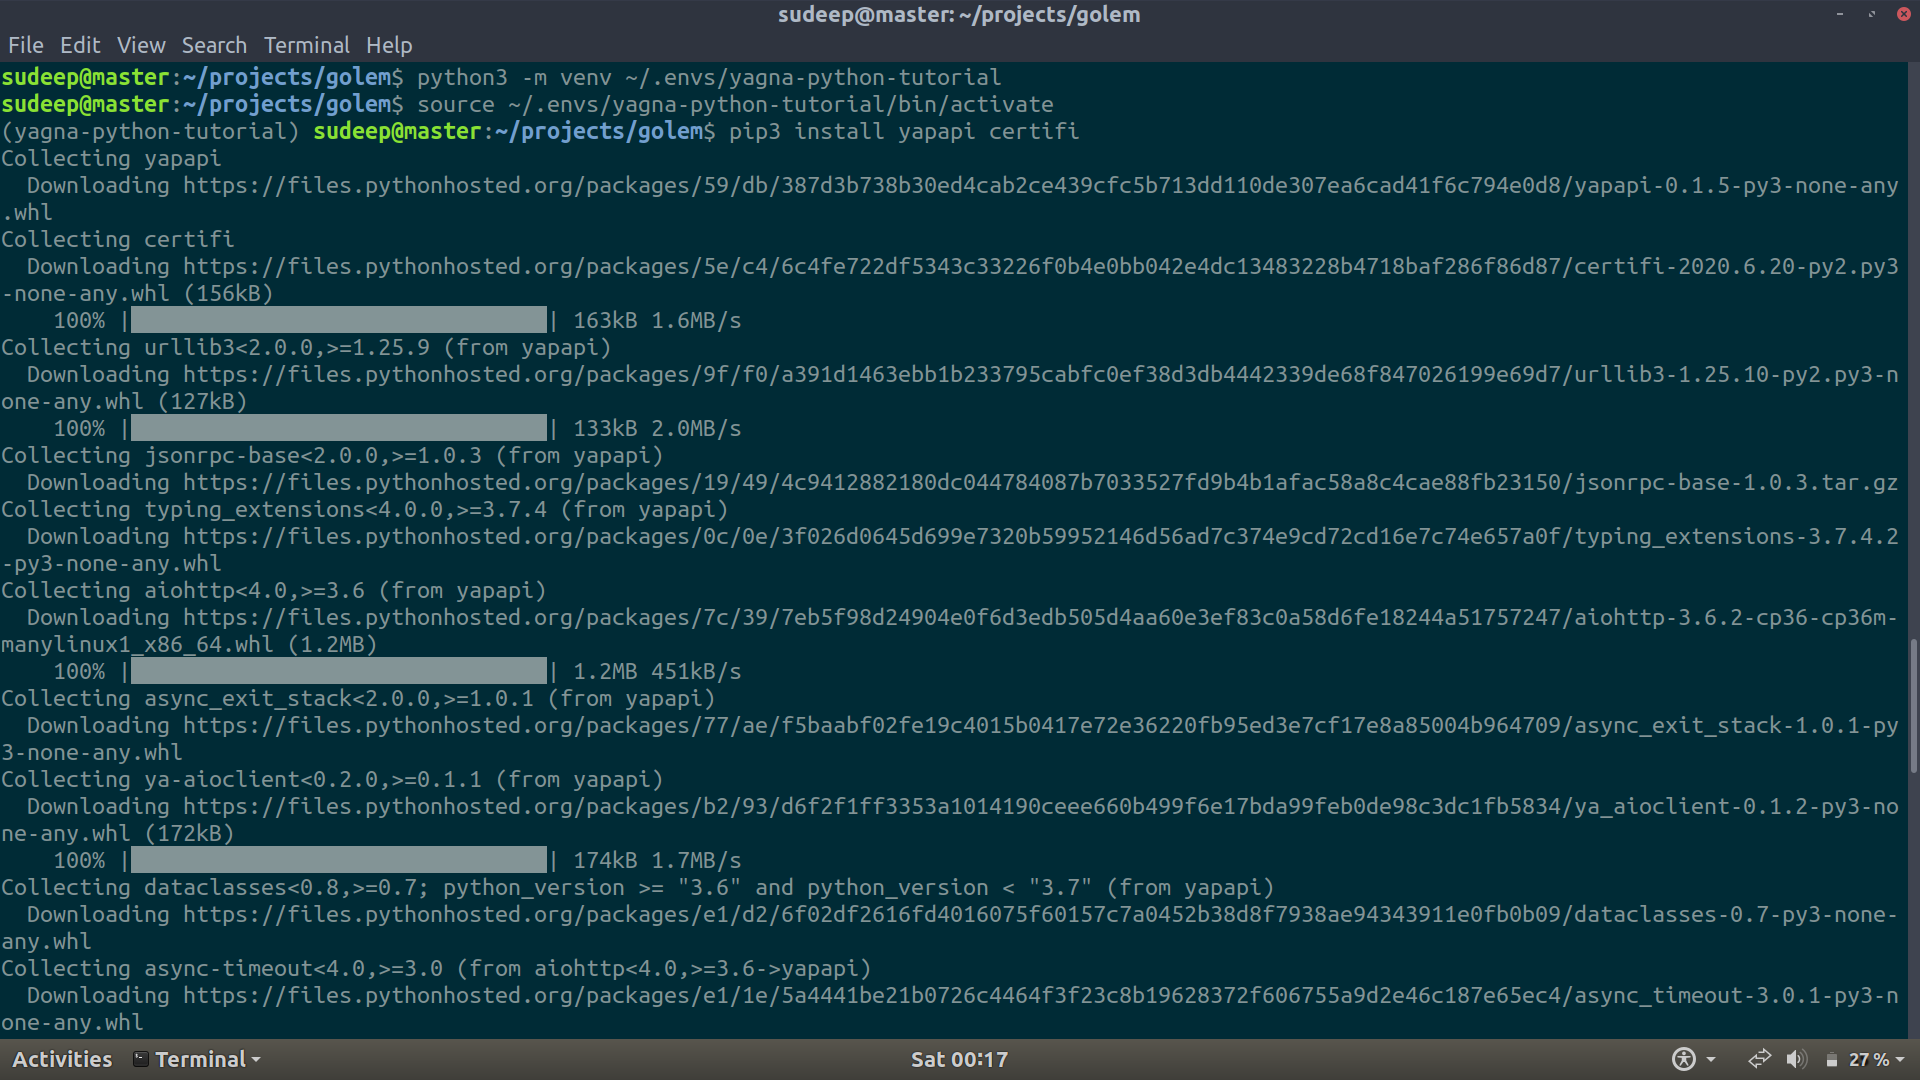 sudeep@master: ~/projects/golem
File Edit View Search Terminal Help
sudeep@master:~/projects/golem$ python3 -m venv ~/.envs/yagna-python-tutorial
sudeep@master:~/projects/golem$ source ~/.envs/yagna-python-tutorial/bin/activate
(yagna-python-tutorial) sudeep@master:~/projects/golem$ pip3 install yapapi certifi
Collecting yapapi
  Downloading https://files.pythonhosted.org/packages/59/db/387d3b738b30ed4cab2ce439cfc5b713dd110de307ea6cad41f6c794e0d8/yapapi-0.1.5-py3-none-any
.whl
Collecting certifi
  Downloading https://files.pythonhosted.org/packages/5e/c4/6c4fe722df5343c33226f0b4e0bb042e4dc13483228b4718baf286f86d87/certifi-2020.6.20-py2.py3
-none-any.whl (156kB)
    100% |████████████████████████████████| 163kB 1.6MB/s
Collecting urllib3<2.0.0,>=1.25.9 (from yapapi)
  Downloading https://files.pythonhosted.org/packages/9f/f0/a391d1463ebb1b233795cabfc0ef38d3db4442339de68f847026199e69d7/urllib3-1.25.10-py2.py3-n
one-any.whl (127kB)
    100% |████████████████████████████████| 133kB 2.0MB/s
Collecting jsonrpc-base<2.0.0,>=1.0.3 (from yapapi)
  Downloading https://files.pythonhosted.org/packages/19/49/4c9412882180dc044784087b7033527fd9b4b1afac58a8c4cae88fb23150/jsonrpc-base-1.0.3.tar.gz
Collecting typing_extensions<4.0.0,>=3.7.4 (from yapapi)
  Downloading https://files.pythonhosted.org/packages/0c/0e/3f026d0645d699e7320b59952146d56ad7c374e9cd72cd16e7c74e657a0f/typing_extensions-3.7.4.2
-py3-none-any.whl
Collecting aiohttp<4.0,>=3.6 (from yapapi)
  Downloading https://files.pythonhosted.org/packages/7c/39/7eb5f98d24904e0f6d3edb505d4aa60e3ef83c0a58d6fe18244a51757247/aiohttp-3.6.2-cp36-cp36m-
manylinux1_x86_64.whl (1.2MB)
    100% |████████████████████████████████| 1.2MB 451kB/s
Collecting async_exit_stack<2.0.0,>=1.0.1 (from yapapi)
  Downloading https://files.pythonhosted.org/packages/77/ae/f5baabf02fe19c4015b0417e72e36220fb95ed3e7cf17e8a85004b964709/async_exit_stack-1.0.1-py
3-none-any.whl
Collecting ya-aioclient<0.2.0,>=0.1.1 (from yapapi)
  Downloading https://files.pythonhosted.org/packages/b2/93/d6f2f1ff3353a1014190ceee660b499f6e17bda99feb0de98c3dc1fb5834/ya_aioclient-0.1.2-py3-no
ne-any.whl (172kB)
    100% |████████████████████████████████| 174kB 1.7MB/s
Collecting dataclasses<0.8,>=0.7; python_version >= "3.6" and python_version < "3.7" (from yapapi)
  Downloading https://files.pythonhosted.org/packages/e1/d2/6f02df2616fd4016075f60157c7a0452b38d8f7938ae94343911e0fb0b09/dataclasses-0.7-py3-none-
any.whl
Collecting async-timeout<4.0,>=3.0 (from aiohttp<4.0,>=3.6->yapapi)
  Downloading https://files.pythonhosted.org/packages/e1/1e/5a4441be21b0726c4464f3f23c8b19628372f606755a9d2e46c187e65ec4/async_timeout-3.0.1-py3-n
one-any.whl
Activities Terminal Sat 00:17 27 %